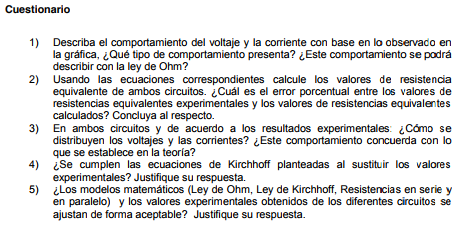 Cuestionario
1) Describa el comportamiento del voltaje y la corriente con base en lo observado en
la gráfica, ¿Qué tipo de comportamiento presenta? ¿Este comportamiento se podrá
describir con la ley de Ohm?
2) Usando las ecuaciones correspondientes calcule los valores de resistencia
equivalente de ambos circuitos. ¿Cuál es el error porcentual entre los valores de
resistencias equivalentes experimentales y los valores de resistencias equivalentes
calculados? Concluya al respecto.
3) En ambos circuitos y de acuerdo a los resultados experimentales: ¿Cómo se
distribuyen los voltajes y las corrientes? ¿Este comportamiento concuerda con lo
que se establece en la teoría?
4) ¿Se cumplen las ecuaciones de Kirchhoff planteadas al sustituir los valores
experimentales? Justifique su respuesta.
5) ¿Los modelos matemáticos (Ley de Ohm, Ley de Kirchhoff, Resistencias en serie y
en paralelo) y los valores experimentales obtenidos de los diferentes circuitos se
ajustan de forma aceptable? Justifique su respuesta.